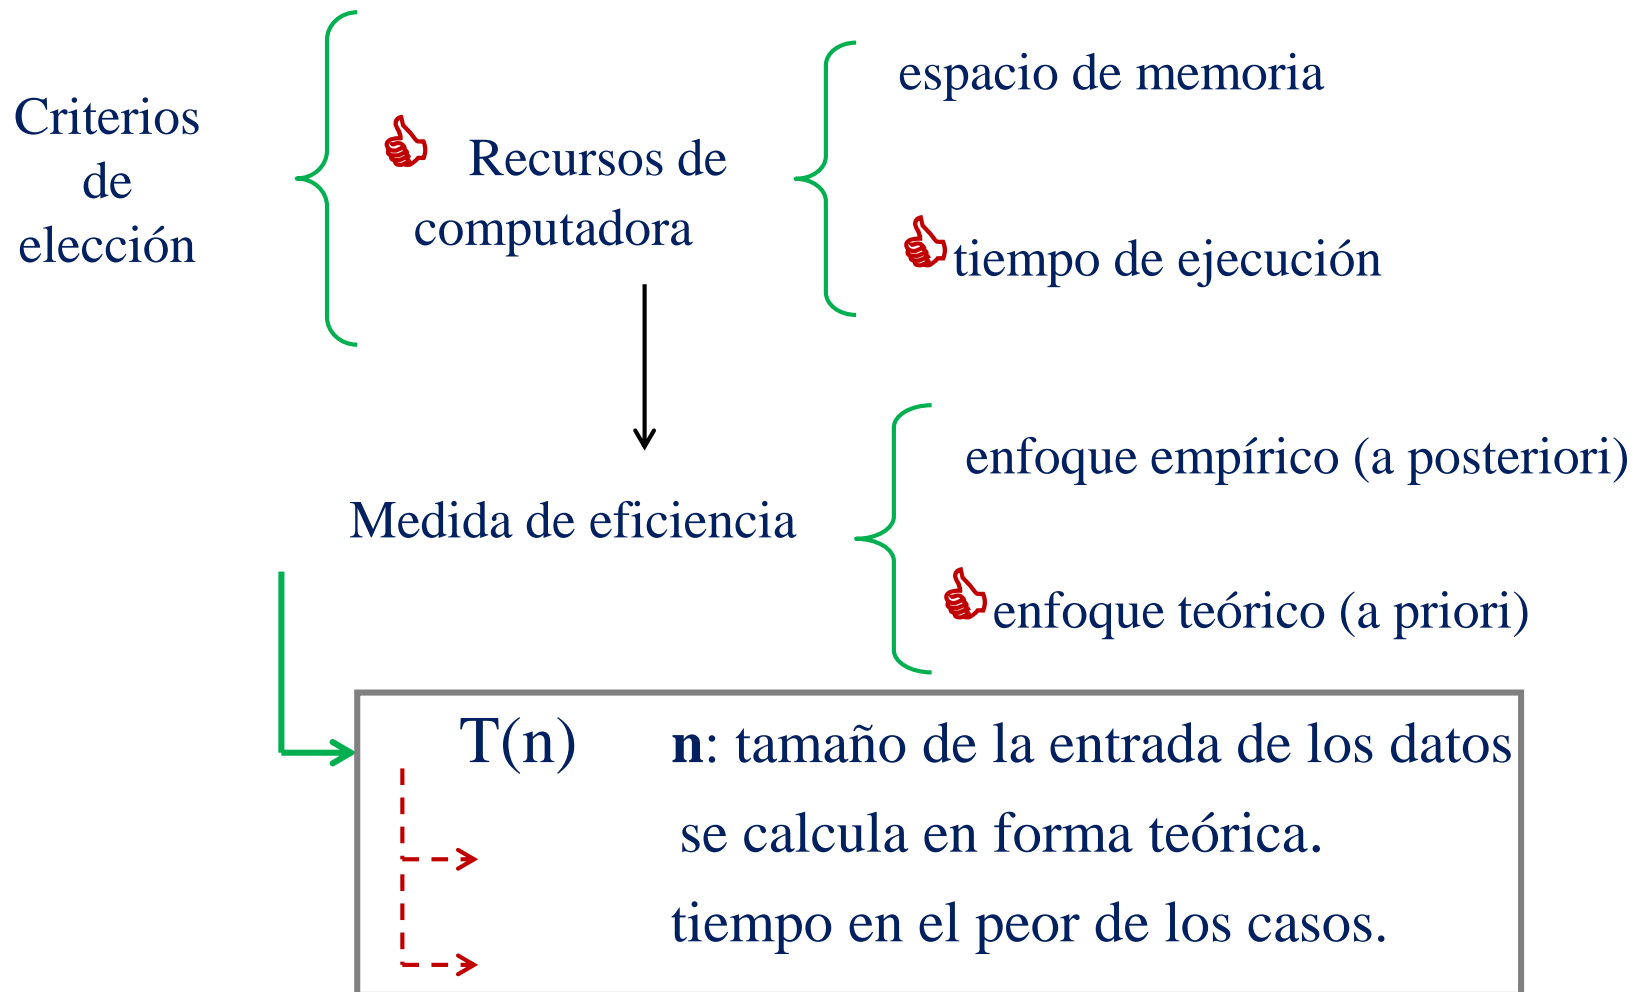 Criterios
de
elección
Recursos de
computadora
espacio de memoria
tiempo de ejecución
Medida de eficiencia
enfoque empírico (a posteriori)
enfoque teórico (a priori)
T(n) n: tamaño de la entrada de los datos
se calcula en forma teórica.
tiempo en el peor de los casos.